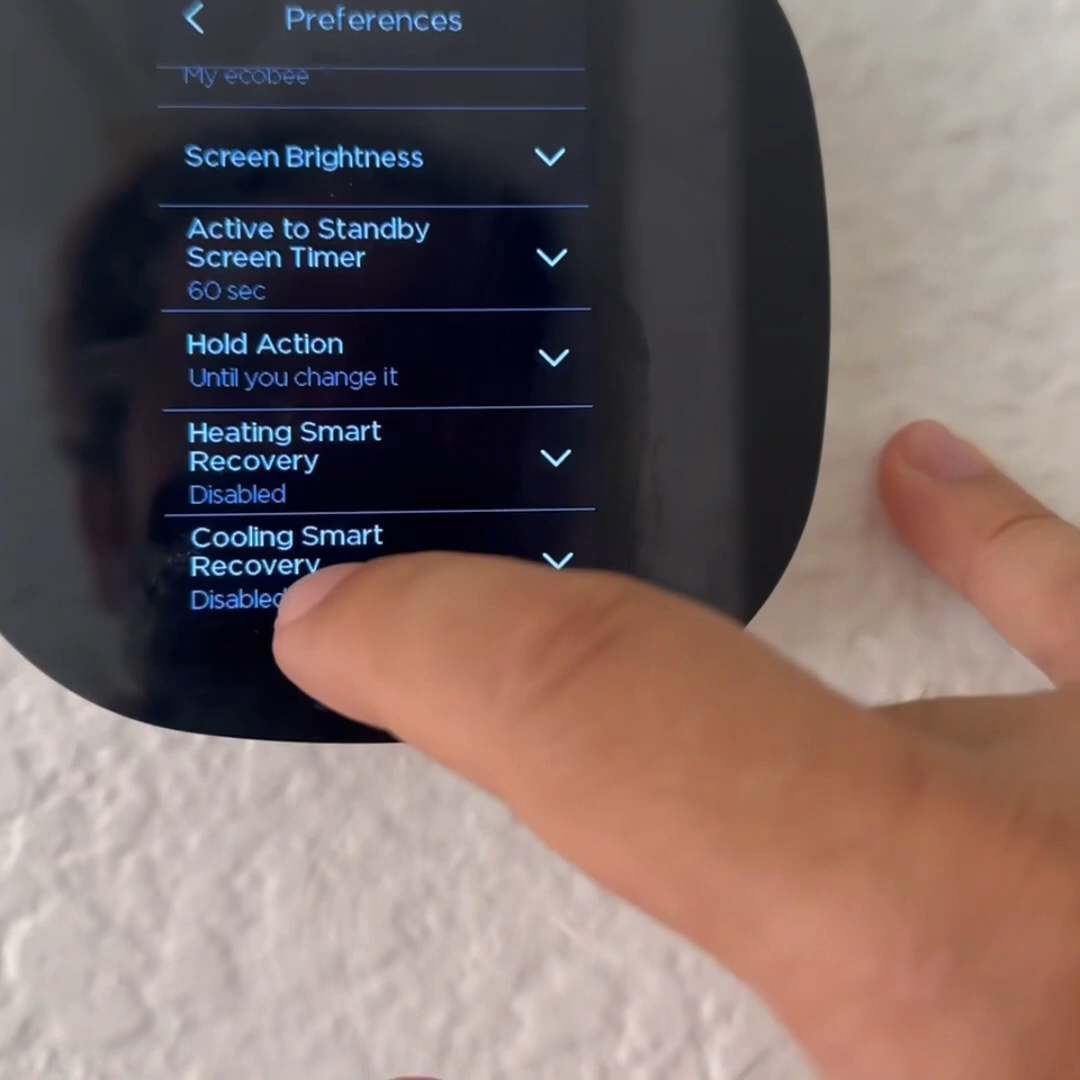 Preferences
My ecobee
Screen Brightness
Active to Standby
Screen Timer
60 sec
Hold Action
Until you change it
Heating Smart
Recovery
Disabled
Cooling Smart
Recovery
Disabled